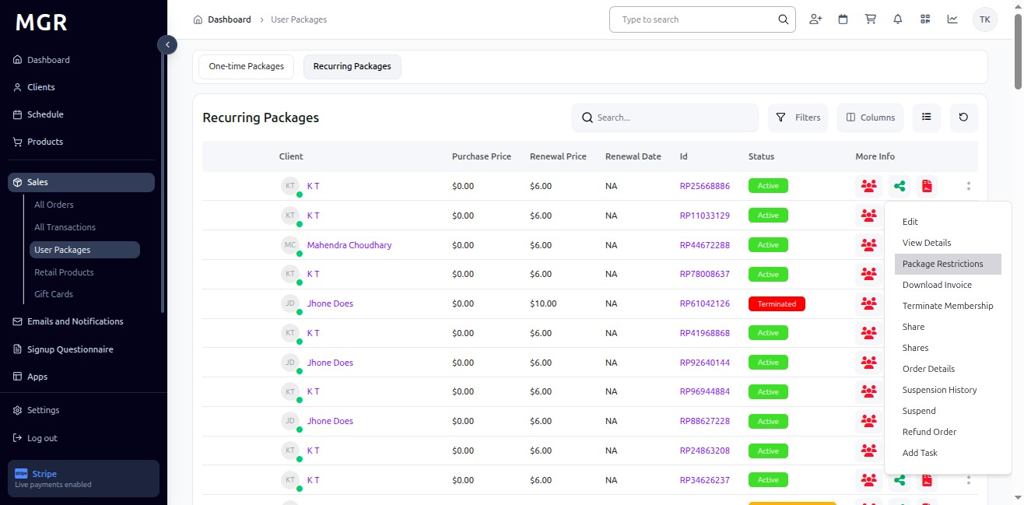 MGR
Dashboard
Clients
Schedule
Products
Sales
All Orders
All Transactions
User Packages
Retail Products
Gift Cards
Emails and Notifications
Signup Questionnaire
Apps
Settings
Log out
Stripe
Live payments enabled
Dashboard > User Packages
Type to search
TK
One-time Packages Recurring Packages
Recurring Packages
Search...
Filters
Columns
Client Purchase Price Renewal Price Renewal Date Id Status More Info
KT K T $0.00 $6.00 NA RP25668886 Active
KT K T $0.00 $6.00 NA RP11033129 Active
MC Mahendra Choudhary $0.00 $6.00 NA RP44672288 Active
KT K T $0.00 $6.00 NA RP78008637 Active
JD Jhone Does $0.00 $10.00 NA RP61042126 Terminated
KT K T $0.00 $6.00 NA RP41968868 Active
JD Jhone Does $0.00 $6.00 NA RP92640144 Active
KT K T $0.00 $6.00 NA RP96944884 Active
JD Jhone Does $0.00 $6.00 NA RP88627228 Active
KT K T $0.00 $6.00 NA RP24863208 Active
KT K T $0.00 $6.00 NA RP34626237 Active
Edit
View Details
Package Restrictions
Download Invoice
Terminate Membership
Share
Shares
Order Details
Suspension History
Suspend
Refund Order
Add Task